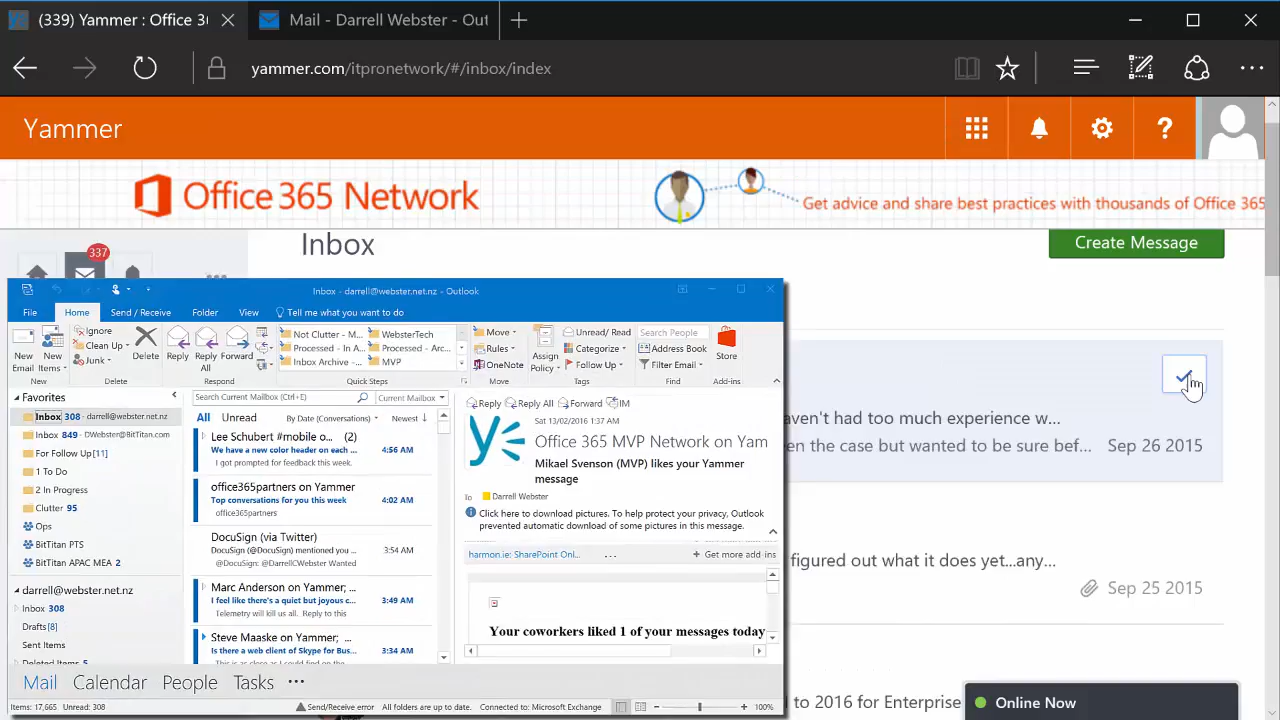 (339) Yammer : Office 3
Mail - Darrell Webster - Out
yammer.com/itpronetwork/#/inbox/index
Yammer
Office 365 Network
Get advice and share best practices with thousands of Office 365
337
Inbox
Create Message
Inbox - darrell@webster.net.nz - Outlook
File Home Send / Receive Folder View Tell me what you want to do
New Email
New Items
Ignore
Clean Up
Junk
Delete
Reply
Reply All
Forward
Not Clutter - M...
Processed - In A...
Inbox Archive - ...
WebsterTech
Processed - Arc...
MVP
Move
Rules
OneNote
Assign Policy
Unread/ Read
Categorize
Follow Up
Search People
Address Book
Filter Email
Store
New Delete Respond Quick Steps Move Tags Find Add-ins
Favorites
Inbox 308 - darrell@webster.net.nz
Inbox 849 - DWebster@BitTitan.com
For Follow Up[11]
1 To Do
2 In Progress
Clutter 95
Ops
BitTitan PTS
BitTitan APAC MEA 2
darrell@webster.net.nz
Inbox 308
Drafts[8]
Sent Items
Deleted Items 5
Search Current Mailbox (Ctrl+E) Current Mailbox
All Unread By Date (Conversations) Newest
Lee Schubert #mobile o... (2)
We have a new color header on each ... 4:56 AM
I got prompted for feedback this week.
office365partners on Yammer
Top conversations for you this week 4:02 AM
office365partners
DocuSign (via Twitter)
DocuSign (@DocuSign) mentioned you ... 3:54 AM
@DocuSign: @DarrellCWebster Wanted
Marc Anderson on Yammer; ...
I feel like there's a quiet but joyous c... 3:49 AM
Telemetry will kill us all. Reply to this
Steve Maaske on Yammer; ...
Is there a web client of Skype for Bus... 3:34 AM
This is as close as I could find on the
Reply Reply All Forward IM
Sat 13/02/2016 1:37 AM
Office 365 MVP Network on Yam
Mikael Svenson (MVP) likes your Yammer
message
To Darrell Webster
Click here to download pictures. To help protect your privacy, Outlook
prevented automatic download of some pictures in this message.
harmon.ie: SharePoint Onl... ... + Get more add-ins
Your coworkers liked 1 of your messages today
Mail Calendar People Tasks ...
Items: 17,665 Unread: 308 Send/Receive error All folders are up to date. Connected to: Microsoft Exchange 100%
aven't had too much experience w...
en the case but wanted to be sure bef... Sep 26 2015
figured out what it does yet...any...
Sep 25 2015
to 2016 for Enterprise
Online Now